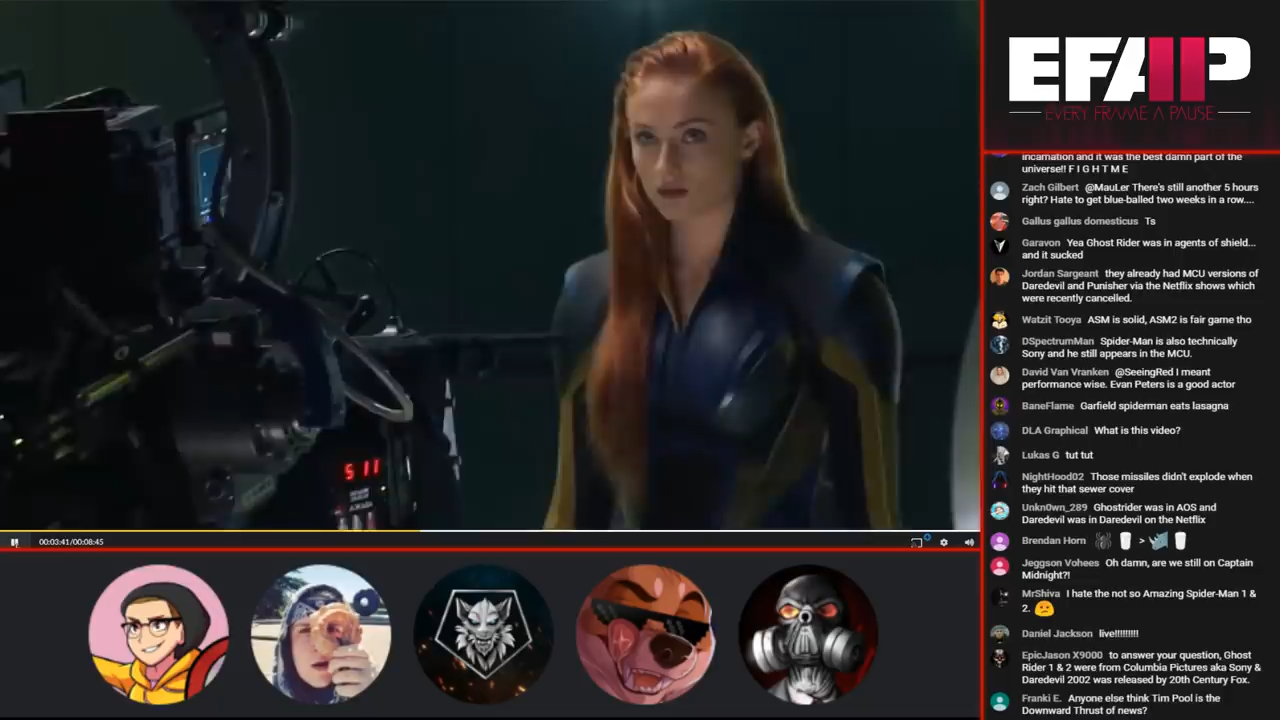 EFAP
EVERY FRAME A PAUSE
incarnation and it was the best damn part of the
universe!! F I G H T M E
Zach Gilbert @MauLer There's still another 5 hours
right? Hate to get blue-balled two weeks in a row....
Gallus gallus domesticus Ts
Garavon Yea Ghost Rider was in agents of shield...
and it sucked
Jordan Sargeant they already had MCU versions of
Daredevil and Punisher via the Netflix shows which
were recently cancelled.
Watzit Tooya ASM is solid, ASM2 is fair game tho
DSpectrumMan Spider-Man is also technically
Sony and he still appears in the MCU.
David Van Vranken @SeeingRed I meant
performance wise. Evan Peters is a good actor
BaneFlame Garfield spiderman eats lasagna
DLA Graphical What is this video?
Lukas G tut tut
NightHood02 Those missiles didn't explode when
they hit that sewer cover
Unkn0wn_289 Ghostrider was in AOS and
Daredevil was in Daredevil on the Netflix
Brendan Horn 🕷 🥛 > 🦏 🥛
Jeggson Vohees Oh damn, are we still on Captain
Midnight?!
MrShiva I hate the not so Amazing Spider-Man 1 &
2. 😠
Daniel Jackson live!!!!!!!!!
EpicJason X9000 to answer your question, Ghost
Rider 1 & 2 were from Columbia Pictures aka Sony &
Daredevil 2002 was released by 20th Century Fox.
Franki E. Anyone else think Tim Pool is the
Downward Thrust of news?
5 11
00:03:41/00:08:45